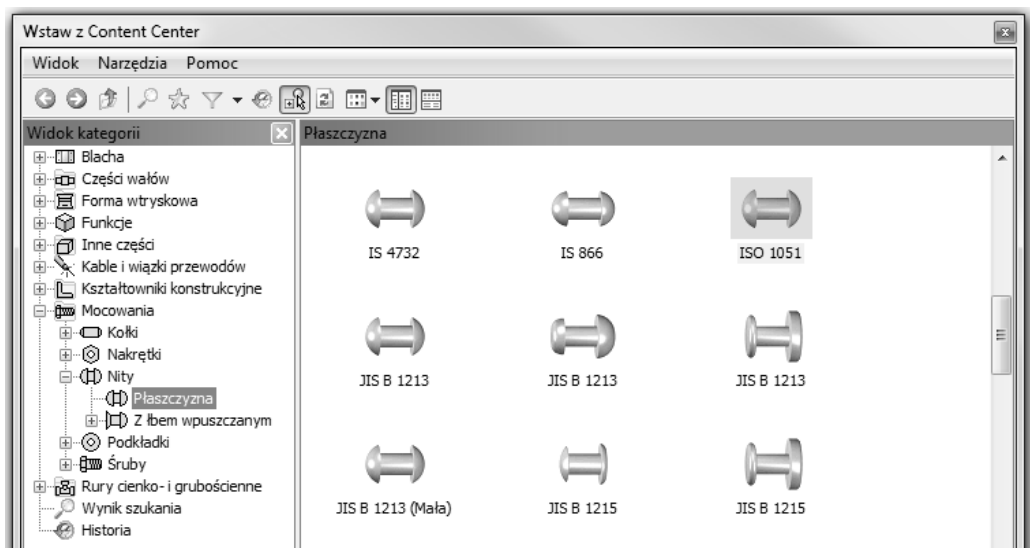 Wstaw z Content Center
Widok Narzędzia Pomoc
Widok kategorii
Blacha
Części wałów
Forma wtryskowa
Funkcje
Inne części
Kable i wiązki przewodów
Kształtowniki konstrukcyjne
Mocowania
Kołki
Nakrętki
Nity
Płaszczyzna
Z łbem wpuszczanym
Podkładki
Śruby
Rury cienko- i grubościenne
Wynik szukania
Historia
Płaszczyzna
IS 4732 IS 866 ISO 1051
JIS B 1213 JIS B 1213 JIS B 1213
JIS B 1213 (Mała) JIS B 1215 JIS B 1215